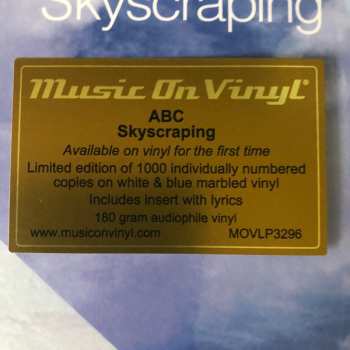 Skyscraping
Music On Vinyl
ABC
Skyscraping
Available on vinyl for the first time
Limited edition of 1000 individually numbered
copies on white & blue marbled vinyl
Includes insert with lyrics
180 gram audiophile vinyl
www.musiconvinyl.com MOVLP3296